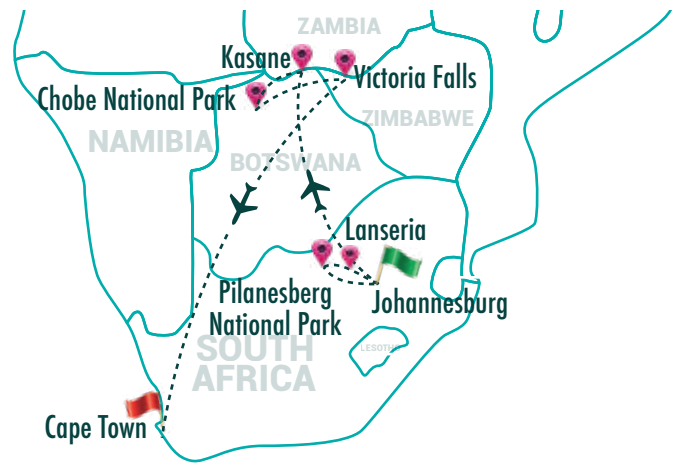 ZAMBIA
Kasane
Victoria Falls
Chobe National Park
ZIMBABWE
NAMIBIA
BOTSWANA
Lanseria
Pilanesberg
National Park
Johannesburg
SOUTH
AFRICA
LESOTHO
Cape Town